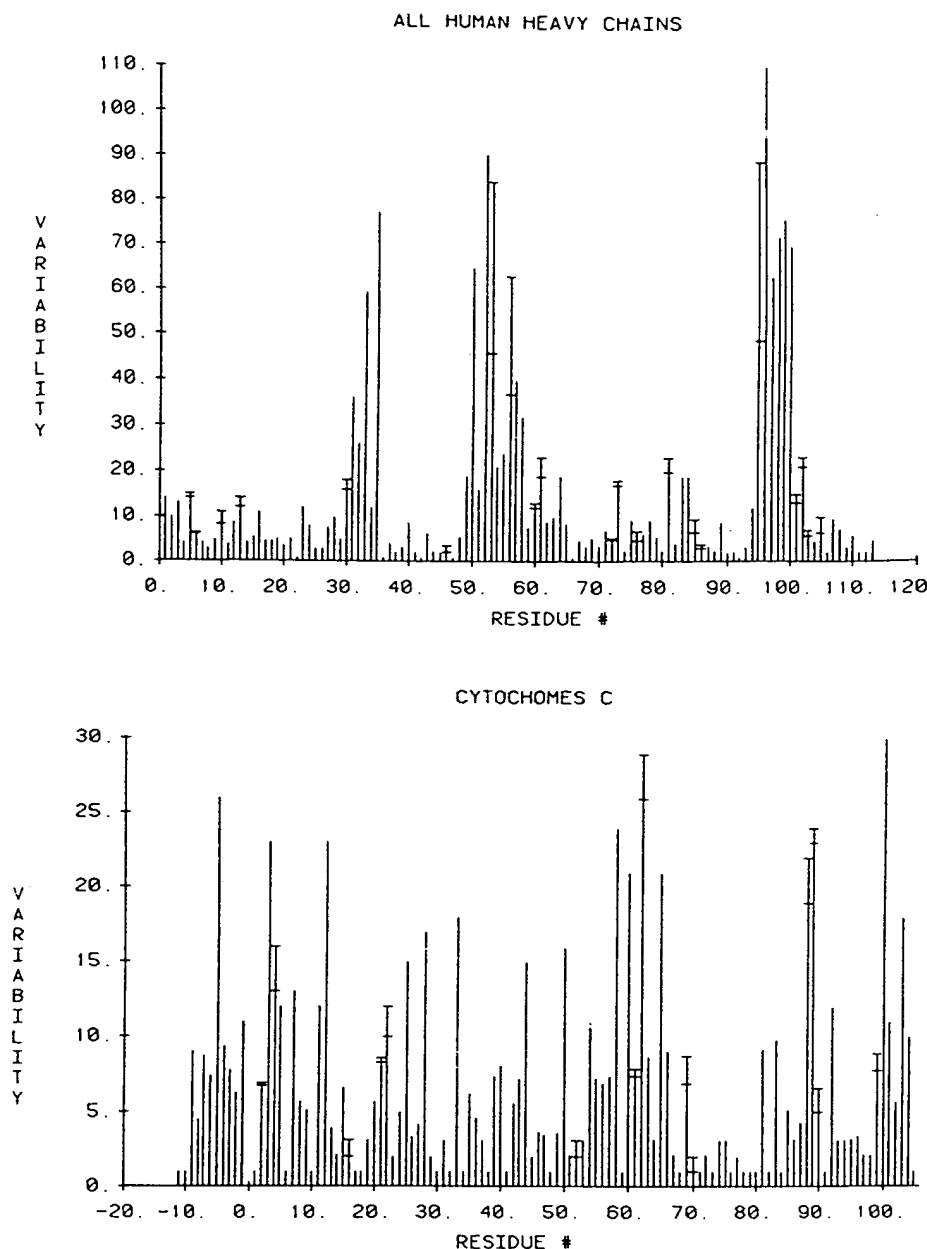 ALL HUMAN HEAVY CHAINS
110.
100.
90.
80.
70.
60.
50.
40.
30.
20.
10.
0.
VARIABILITY
0. 10. 20. 30. 40. 50. 60. 70. 80. 90. 100. 110. 120
RESIDUE #
CYTOCHOMES C
30.
25.
20.
15.
10.
5.
0.
VARIABILITY
-20. -10. 0. 10. 20. 30. 40. 50. 60. 70. 80. 90. 100.
RESIDUE #